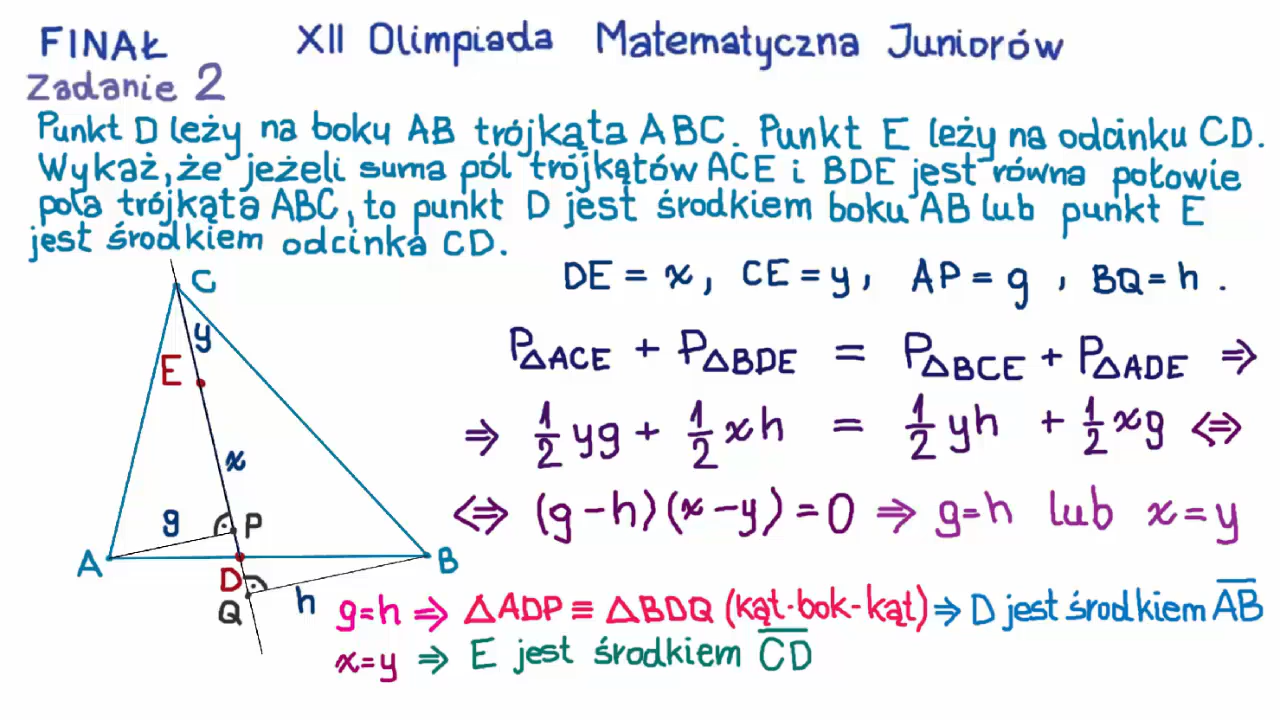 FINAŁ XII Olimpiada Matematyczna Juniorów
Zadanie 2
Punkt D leży na boku AB trójkąta ABC. Punkt E leży na odcinku CD.
Wykaż, że jeżeli suma pól trójkątów ACE i BDE jest równa połowie
pola trójkąta ABC, to punkt D jest środkiem boku AB lub punkt E
jest środkiem odcinka CD.
DE = x, CE = y, AP = g, BQ = h.
P△ACE + P△BDE = P△BCE + P△ADE ⇒
⇒ 1/2 yg + 1/2 xh = 1/2 yh + 1/2 xg ⇔
⇔ (g-h)(x-y)=0 ⇒ g=h lub x=y
C
y
E
x
g
P
A
B
D
Q
h
g=h ⇒ △ADP ≡ △BDQ (kąt-bok-kąt) ⇒ D jest środkiem A̅B̅
x=y ⇒ E jest środkiem C̅D̅